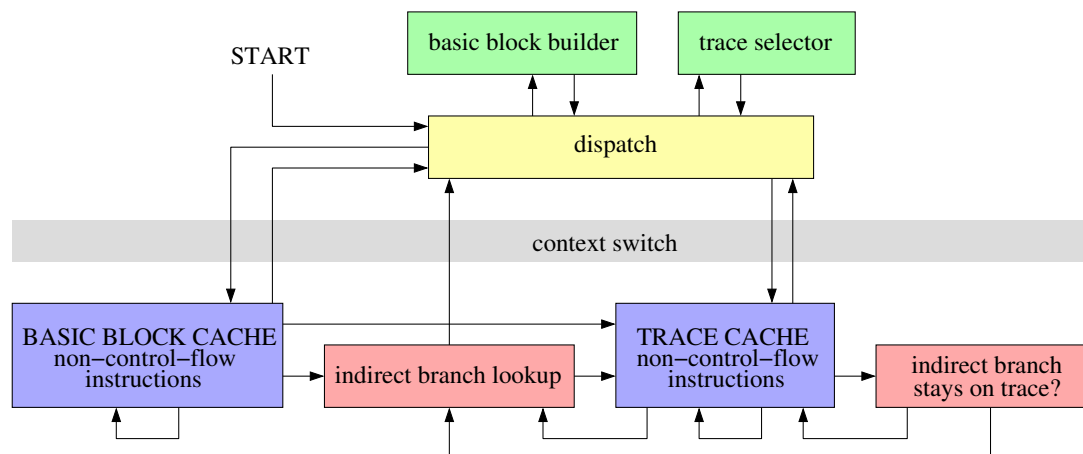 basic block builder
trace selector
START
dispatch
context switch
BASIC BLOCK CACHE
non−control−flow
instructions
indirect branch lookup
TRACE CACHE
non−control−flow
instructions
indirect branch
stays on trace?